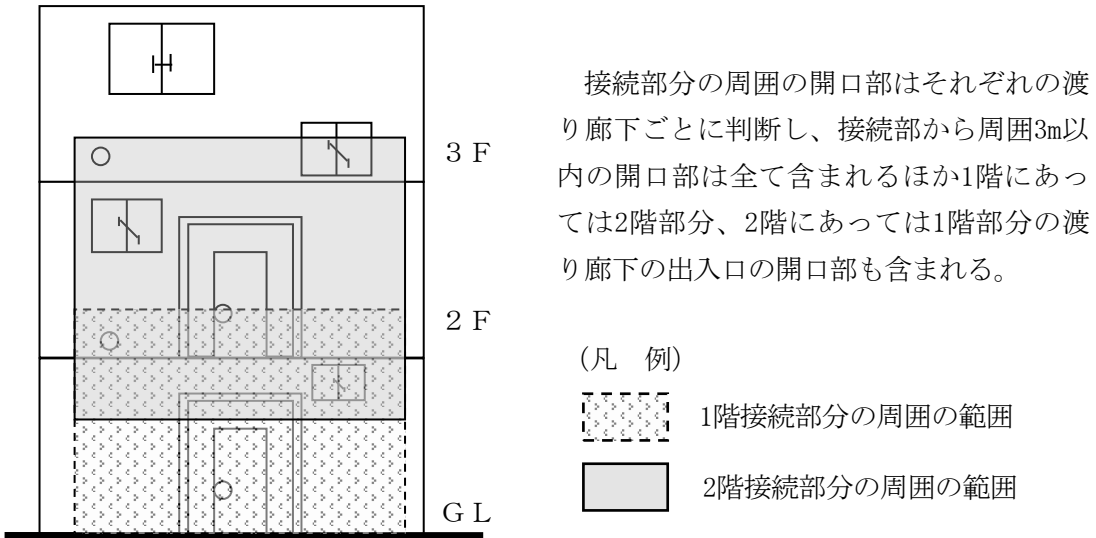 3F
2F
GL
接続部分の周囲の開口部はそれぞれの渡
り廊下ごとに判断し、接続部から周囲3m以
内の開口部は全て含まれるほか1階にあっ
ては2階部分、2階にあっては1階部分の渡
り廊下の出入口の開口部も含まれる。
(凡　例)
1階接続部分の周囲の範囲
2階接続部分の周囲の範囲